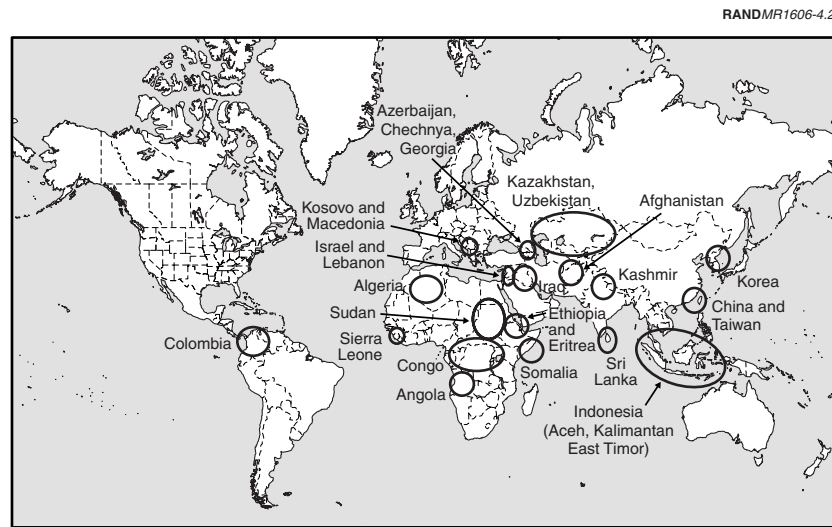 RANDMR1606-4.2
Azerbaijan,
Chechnya,
Georgia
Kazakhstan,
Uzbekistan
Afghanistan
Kosovo and
Macedonia
Israel and
Lebanon
Algeria
Iraq
Kashmir
Korea
Sudan
Ethiopia
and
Eritrea
China and
Taiwan
Colombia
Sierra
Leone
Congo
Somalia
Sri
Lanka
Angola
Indonesia
(Aceh, Kalimantan
East Timor)